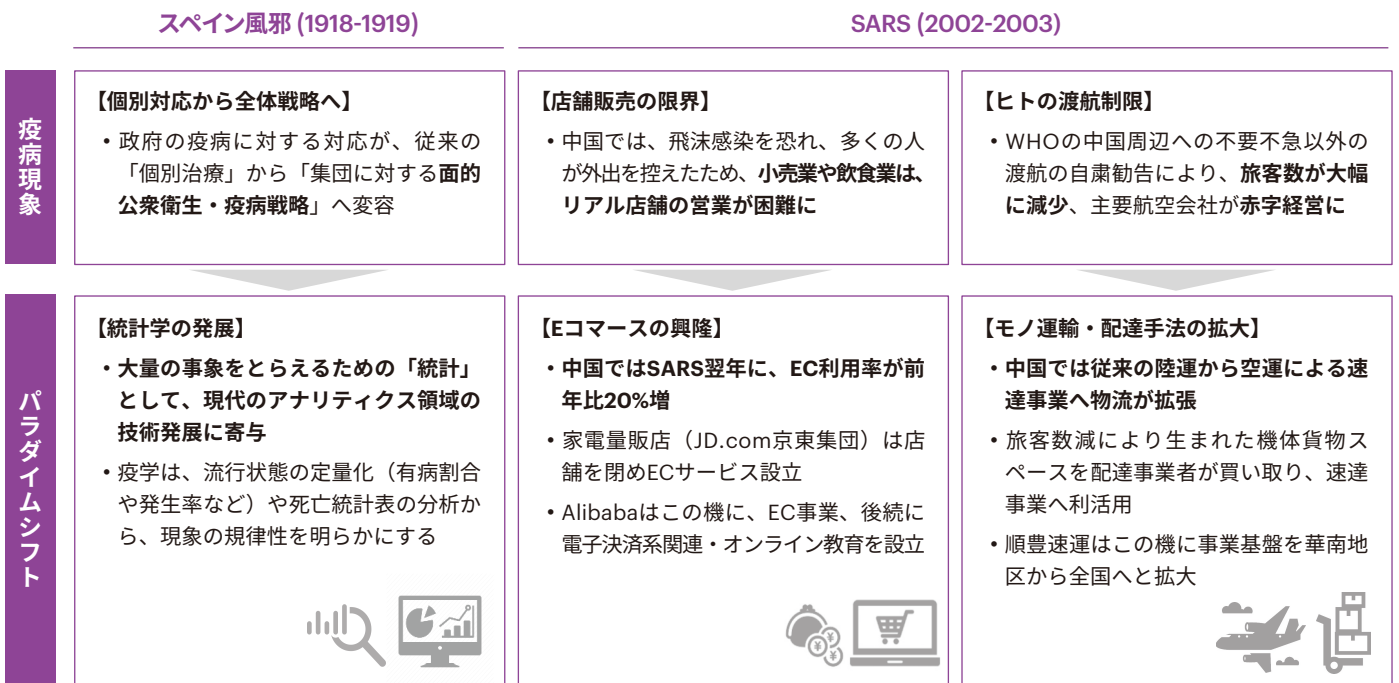 スペイン風邪 (1918-1919)
SARS (2002-2003)
疫病現象
【個別対応から全体戦略へ】
・政府の疫病に対する対応が、従来の
「個別治療」から「集団に対する面的
公衆衛生・疫病戦略」へ変容
【店舗販売の限界】
・中国では、飛沫感染を恐れ、多くの人
が外出を控えたため、小売業や飲食業は、
リアル店舗の営業が困難に
【ヒトの渡航制限】
・WHOの中国周辺への不要不急以外の
渡航の自粛勧告により、旅客数が大幅
に減少、主要航空会社が赤字経営に
パラダイムシフト
【統計学の発展】
・大量の事象をとらえるための「統計」
として、現代のアナリティクス領域の
技術発展に寄与
・疫学は、流行状態の定量化（有病割合
や発生率など）や死亡統計表の分析か
ら、現象の規律性を明らかにする
【Eコマースの興隆】
・中国ではSARS翌年に、EC利用率が前
年比20%増
・家電量販店（JD.com京東集団）は店
舗を閉めECサービス設立
・Alibabaはこの機に、EC事業、後続に
電子決済系関連・オンライン教育を設立
【モノ運輸・配達手法の拡大】
・中国では従来の陸運から空運による速
達事業へ物流が拡張
・旅客数減により生まれた機体貨物ス
ペースを配達事業者が買い取り、速達
事業へ利活用
・順豊速運はこの機に事業基盤を華南地
区から全国へと拡大
¥
¥
¥